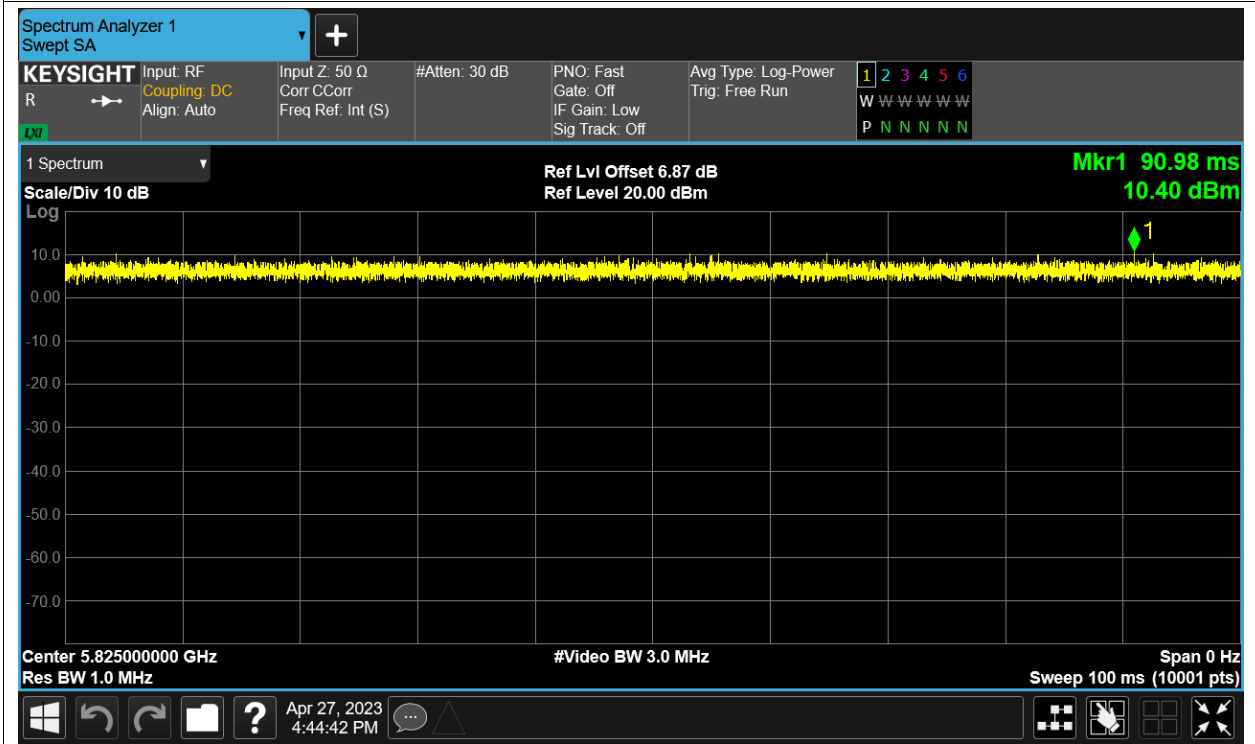 Spectrum Analyzer 1
Swept SA
KEYSIGHT
R
LXI
Input: RF
Coupling: DC
Align: Auto
Input Z: 50 Ω
Corr CCorr
Freq Ref: Int (S)
#Atten: 30 dB
PNO: Fast
Gate: Off
IF Gain: Low
Sig Track: Off
Avg Type: Log-Power
Trig: Free Run
1 2 3 4 5 6
W W W W W W
P N N N N N
1 Spectrum
Scale/Div 10 dB
Ref Lvl Offset 6.87 dB
Ref Level 20.00 dBm
Mkr1 90.98 ms
10.40 dBm
Log
1
10.0
0.00
-10.0
-20.0
-30.0
-40.0
-50.0
-60.0
-70.0
Center 5.825000000 GHz
Res BW 1.0 MHz
#Video BW 3.0 MHz
Span 0 Hz
Sweep 100 ms (10001 pts)
?
Apr 27, 2023
4:44:42 PM